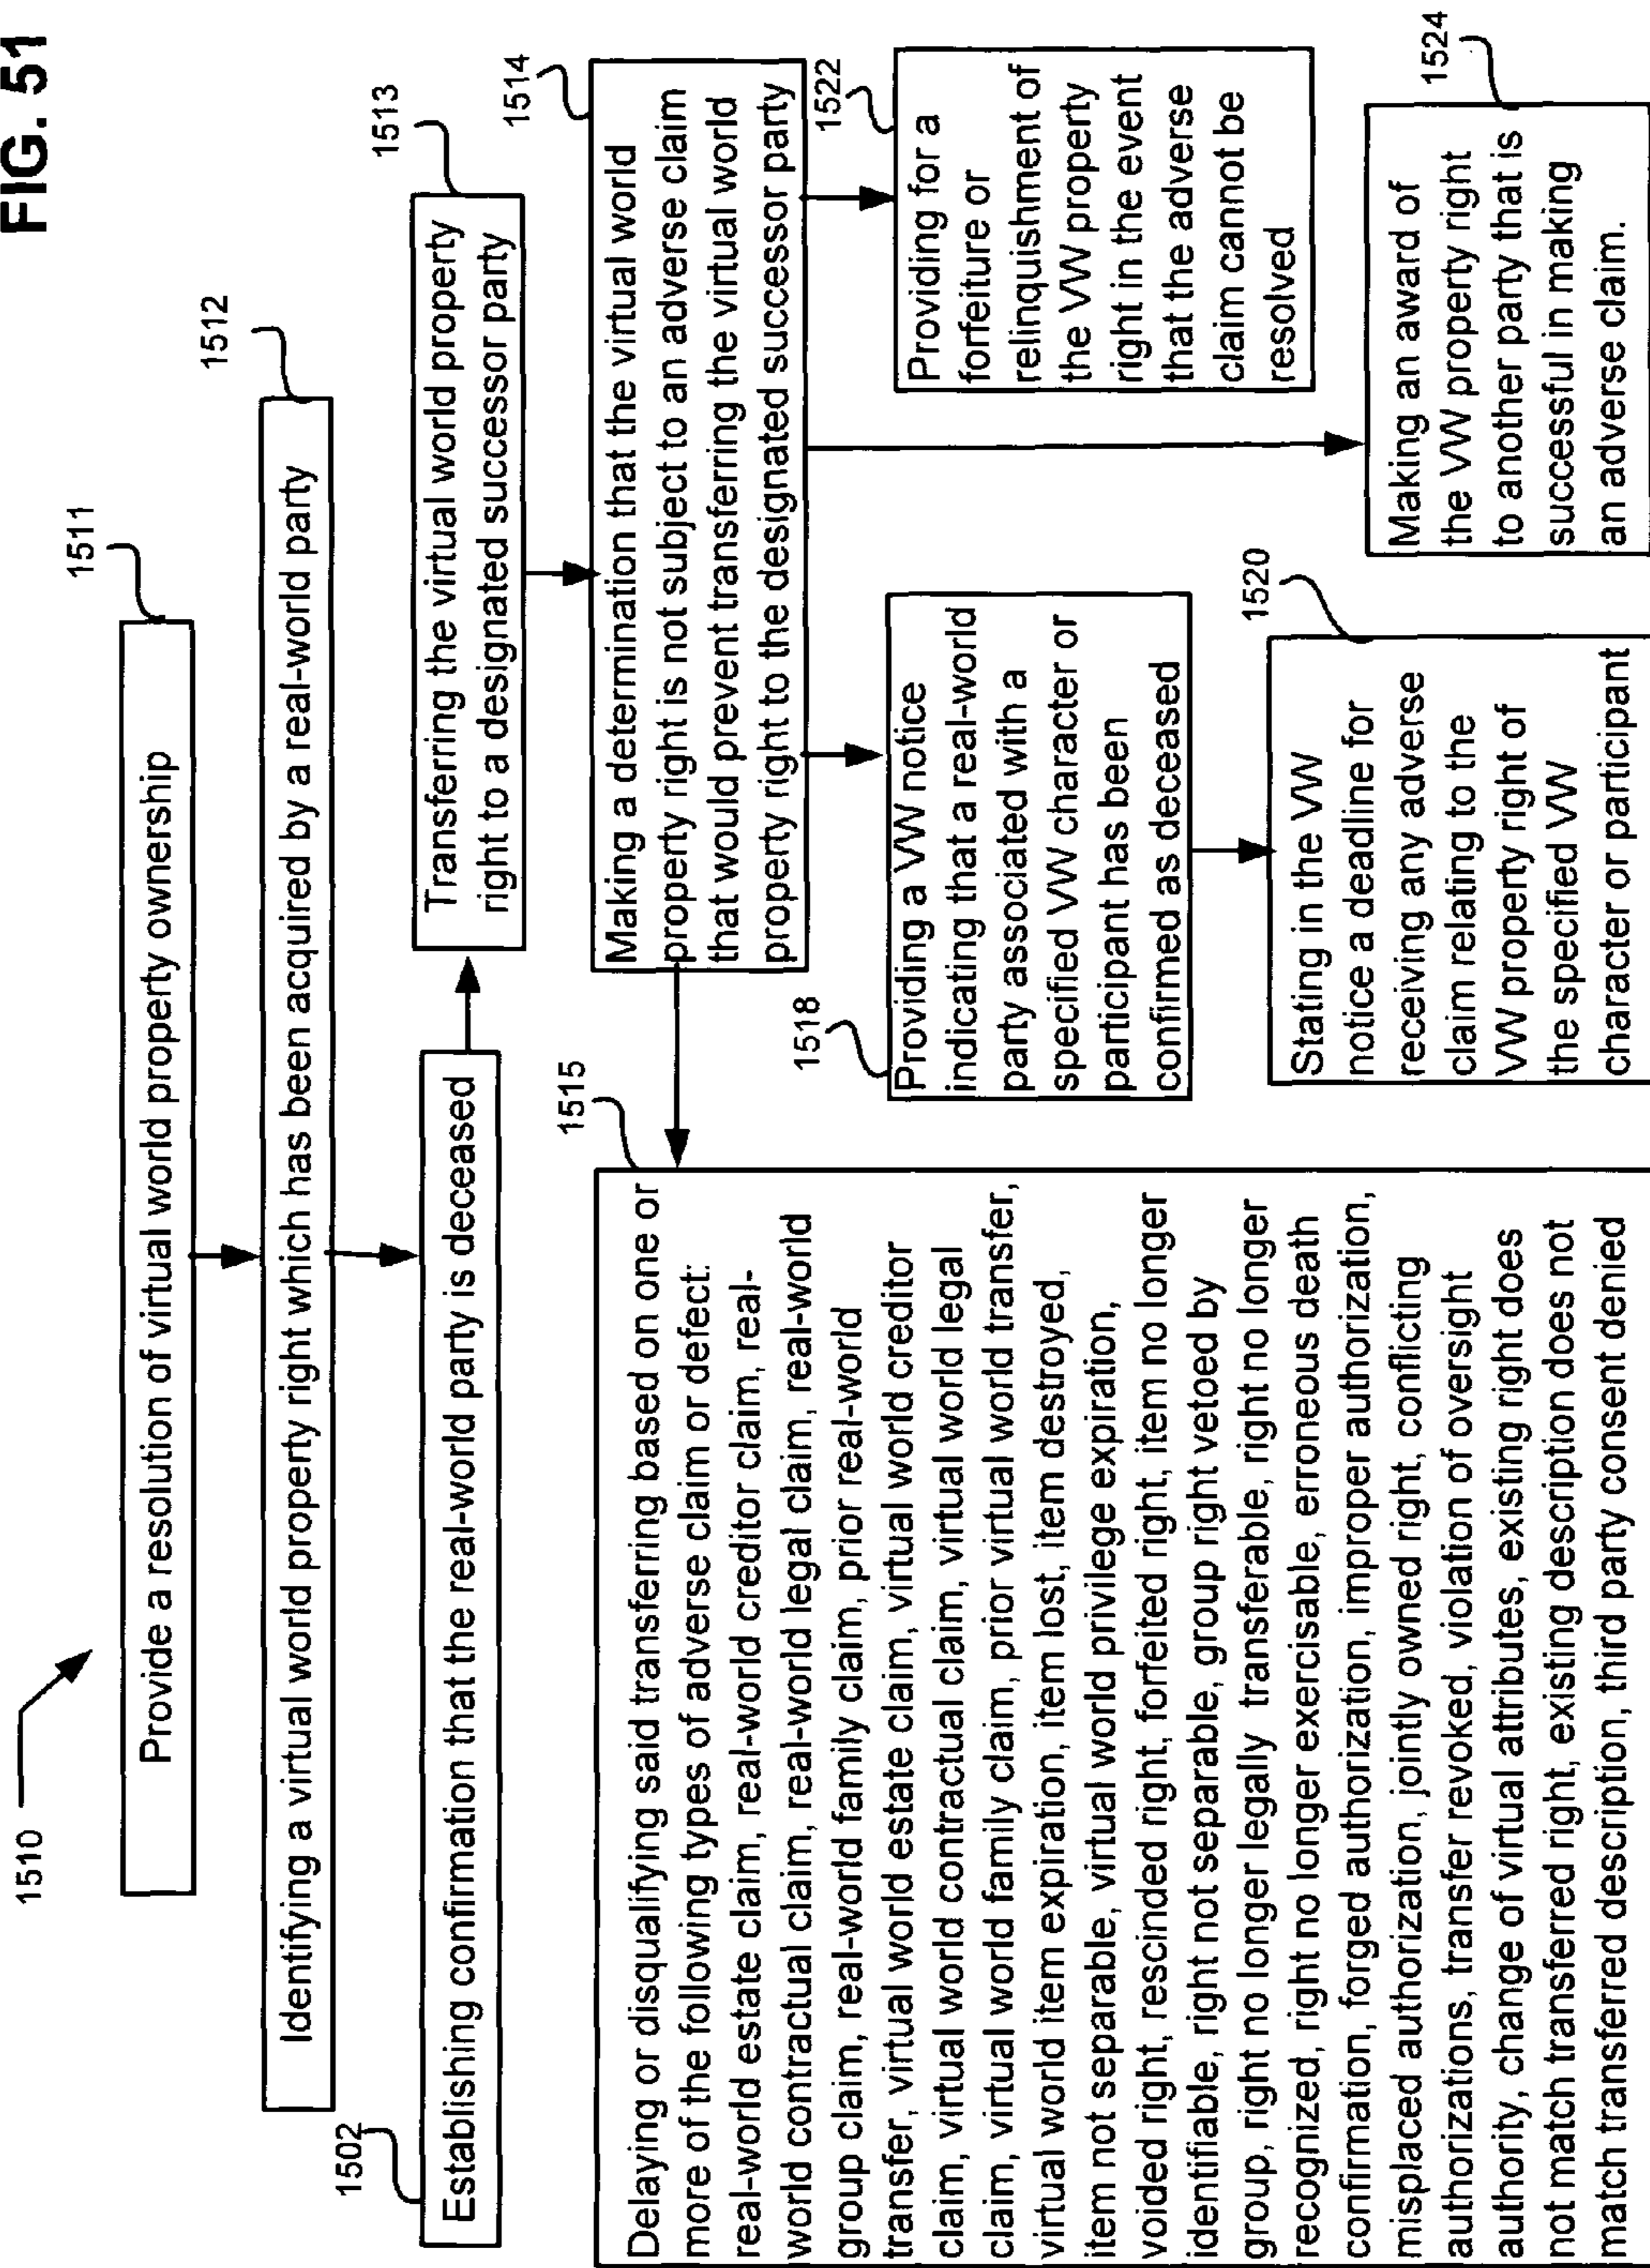 FIG. 51
1510
1511
Provide a resolution of virtual world property ownership
1512
Identifying a virtual world property right which has been acquired by a real-world party
1502
Establishing confirmation that the real-world party is deceased
1513
Transferring the virtual world property
right to a designated successor party
1514
Making a determination that the virtual world
property right is not subject to an adverse claim
that would prevent transferring the virtual world
property right to the designated successor party
1515
Delaying or disqualifying said transferring based on one or
more of the following types of adverse claim or defect:
real-world estate claim, real-world creditor claim, real-
world contractual claim, real-world legal claim, real-world
group claim, real-world family claim, prior real-world
transfer, virtual world estate claim, virtual world creditor
claim, virtual world contractual claim, virtual world legal
claim, virtual world family claim, prior virtual world transfer,
virtual world item expiration, item lost, item destroyed,
item not separable, virtual world privilege expiration,
voided right, rescinded right, forfeited right, item no longer
identifiable, right not separable, group right vetoed by
group, right no longer legally transferable, right no longer
recognized, right no longer exercisable, erroneous death
confirmation, forged authorization, improper authorization,
misplaced authorization, jointly owned right, conflicting
authorizations, transfer revoked, violation of oversight
authority, change of virtual attributes, existing right does
not match transferred right, existing description does not
match transferred description, third party consent denied
1518
Providing a VW notice
indicating that a real-world
party associated with a
specified VW character or
participant has been
confirmed as deceased
1520
Stating in the VW
notice a deadline for
receiving any adverse
claim relating to the
VW property right of
the specified VW
character or participant
1522
Providing for a
forfeiture or
relinquishment of
the VW property
right in the event
that the adverse
claim cannot be
resolved
1524
Making an award of
the VW property right
to another party that is
successful in making
an adverse claim.